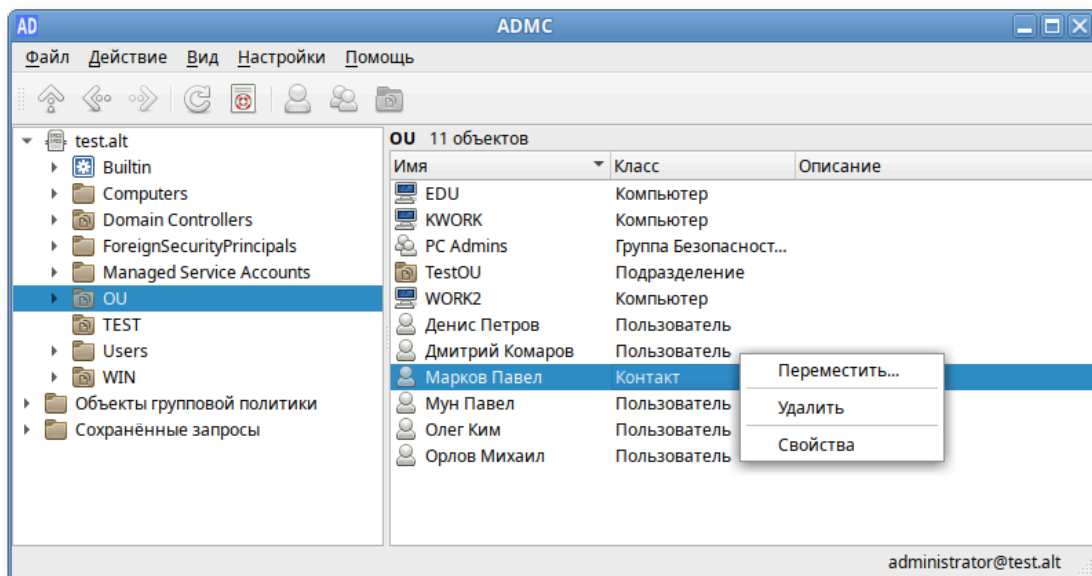 AD ADMC
Файл Действие Вид Настройки Помощь
test.alt
Builtin
Computers
Domain Controllers
ForeignSecurityPrincipals
Managed Service Accounts
OU
TEST
Users
WIN
Объекты групповой политики
Сохранённые запросы
OU 11 объектов
Имя Класс Описание
EDU Компьютер
KWORK Компьютер
PC Admins Группа Безопасност...
TestOU Подразделение
WORK2 Компьютер
Денис Петров Пользователь
Дмитрий Комаров Пользователь
Марков Павел Контакт
Мун Павел Пользователь
Олег Ким Пользователь
Орлов Михаил Пользователь
Переместить...
Удалить
Свойства
administrator@test.alt